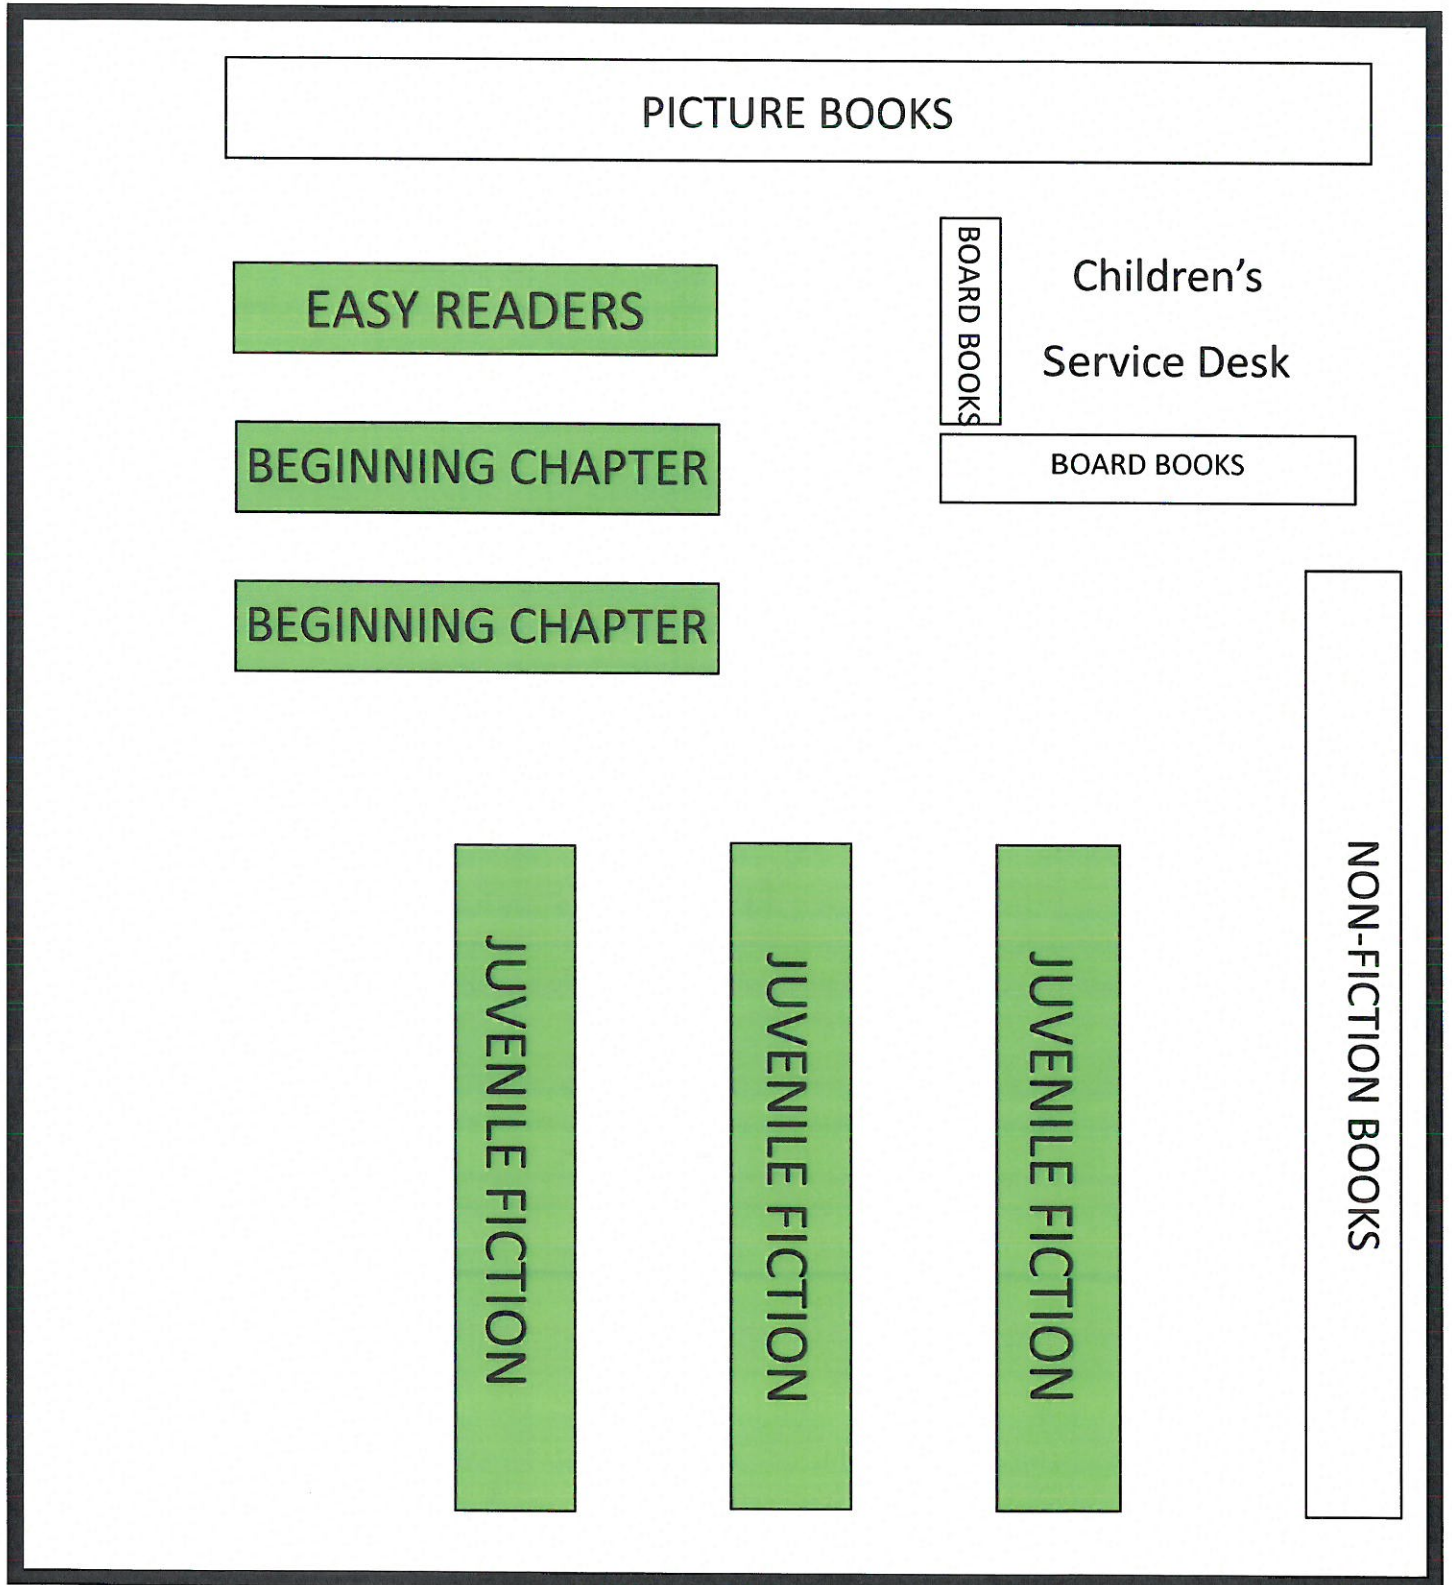 PICTURE BOOKS
EASY READERS
BOARD BOOKS
Children's
Service Desk
BEGINNING CHAPTER
BOARD BOOKS
BEGINNING CHAPTER
JUVENILE FICTION
JUVENILE FICTION
JUVENILE FICTION
NON-FICTION BOOKS